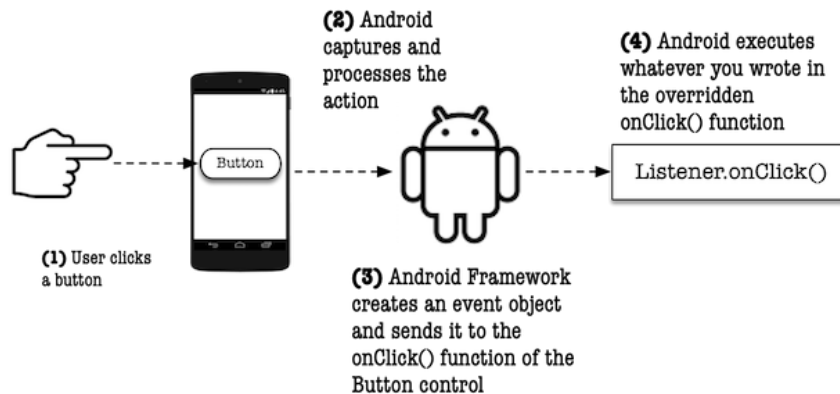 (1) User clicks
a button
Button
(2) Android
captures and
processes the
action
(3) Android Framework
creates an event object
and sends it to the
onClick() function of the
Button control
(4) Android executes
whatever you wrote in
the overridden
onClick() function
Listener.onClick()